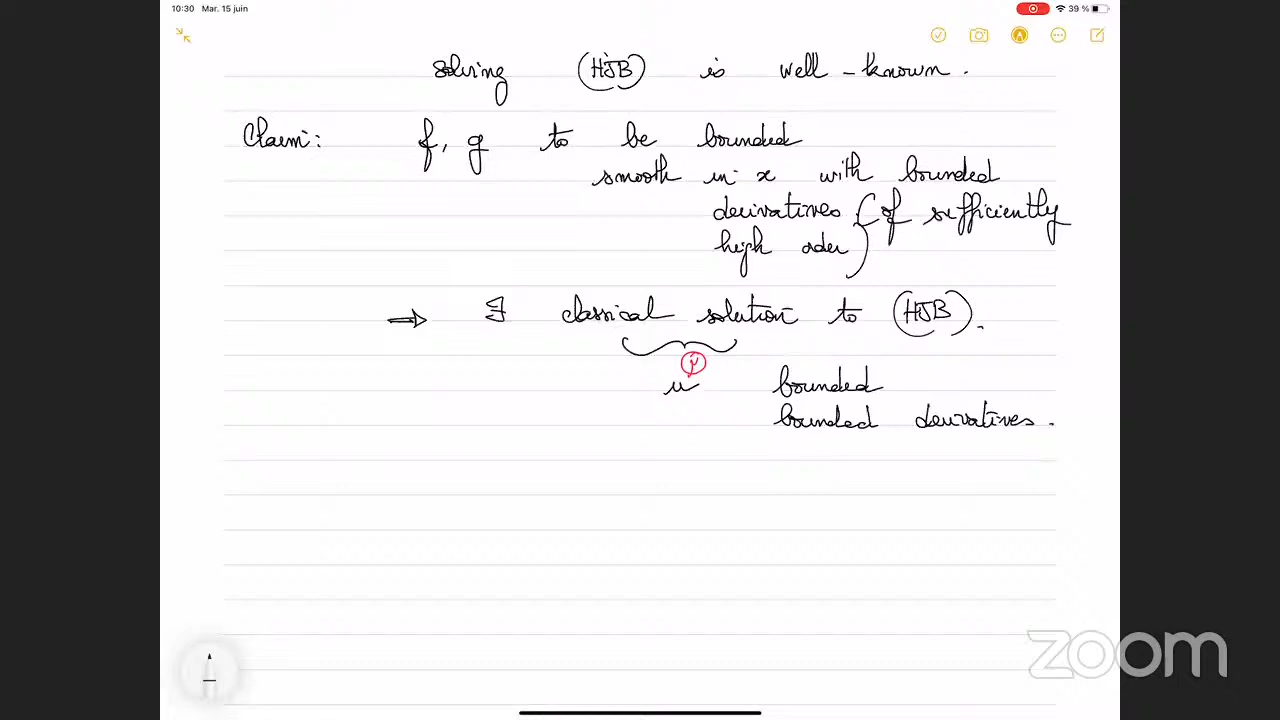 10:30 Mar. 15 juin
39 %
solving (HJB) is well-known.
Claim: f, g to be bounded
smooth in x with bounded
derivatives (of sufficiently
high order)
⇒ ∃ classical solution to (HJB).
u bounded
bounded derivatives.
zoom